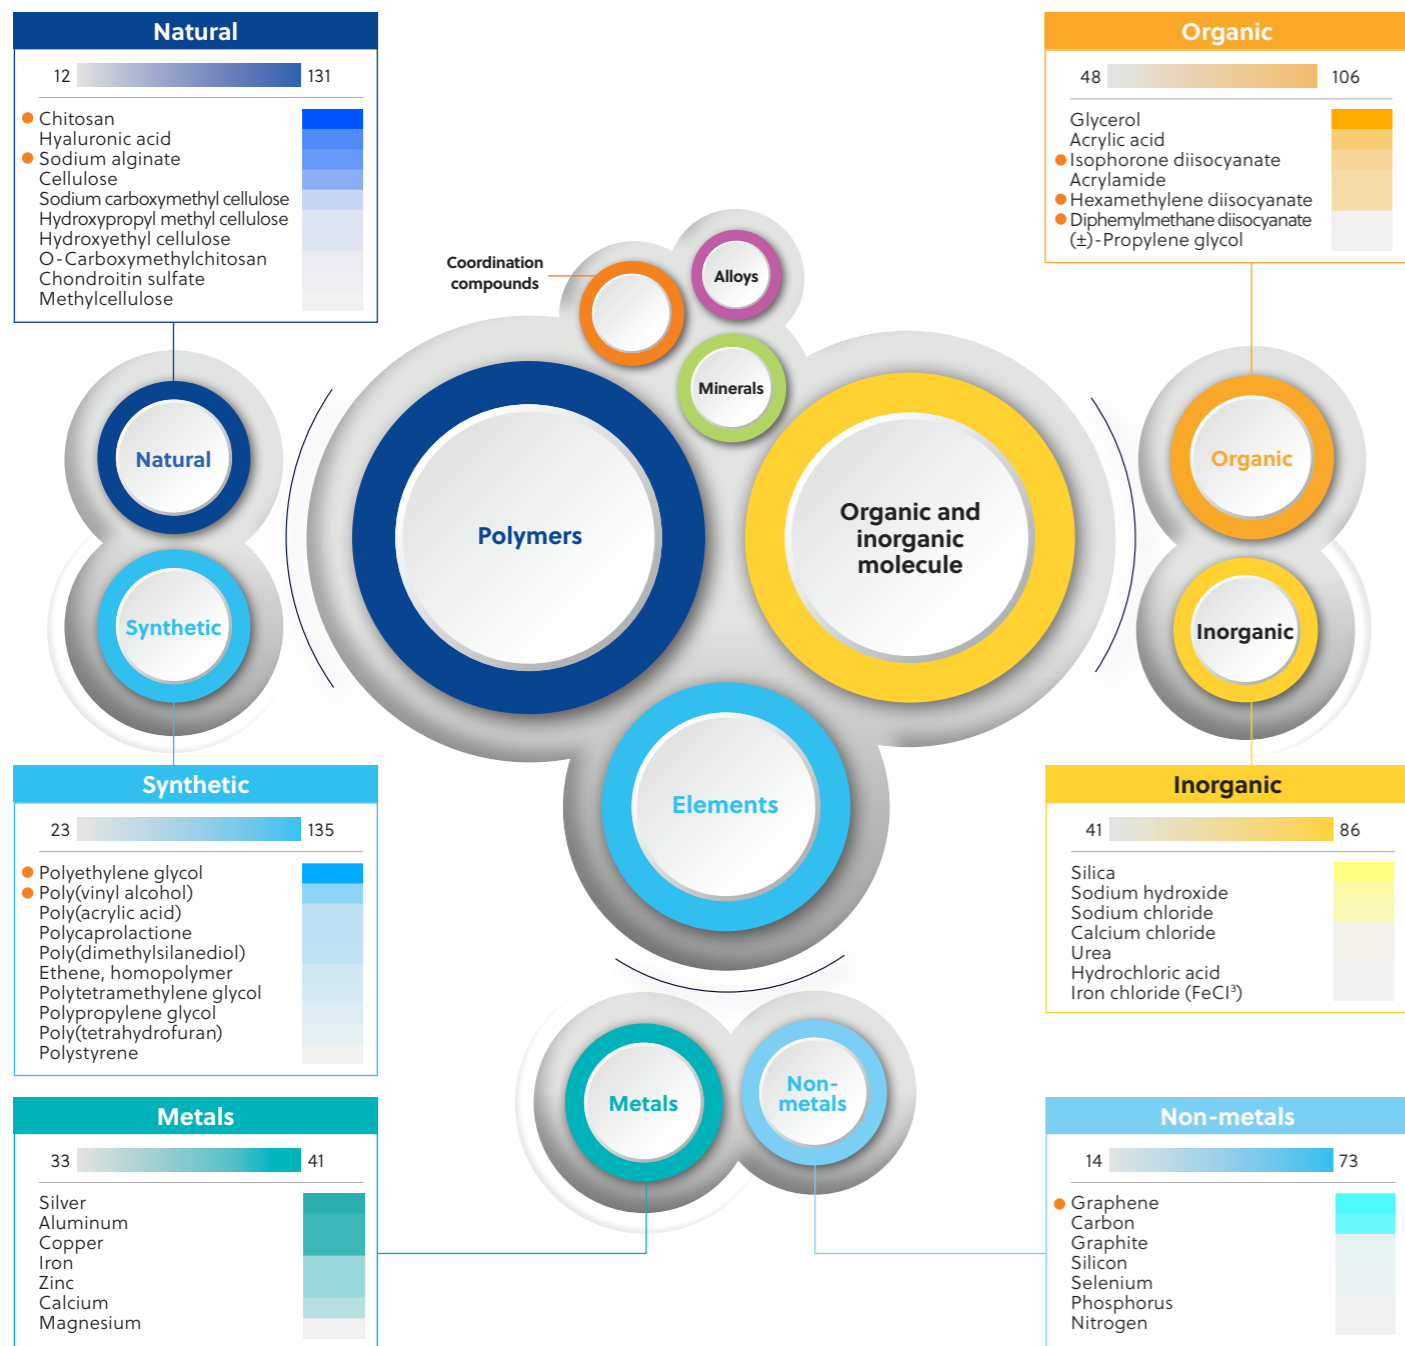 Natural
12 131
Chitosan
Hyaluronic acid
Sodium alginate
Cellulose
Sodium carboxymethyl cellulose
Hydroxypropyl methyl cellulose
Hydroxyethyl cellulose
O-Carboxymethylchitosan
Chondroitin sulfate
Methylcellulose
Organic
48 106
Glycerol
Acrylic acid
Isophorone diisocyanate
Acrylamide
Hexamethylene diisocyanate
Diphemylmethane diisocyanate
(±)-Propylene glycol
Coordination
compounds
Alloys
Minerals
Natural
Synthetic
Polymers
Organic and
inorganic
molecule
Organic
Inorganic
Elements
Synthetic
23 135
Polyethylene glycol
Poly(vinyl alcohol)
Poly(acrylic acid)
Polycaprolactione
Poly(dimethylsilanediol)
Ethene, homopolymer
Polytetramethylene glycol
Polypropylene glycol
Poly(tetrahydrofuran)
Polystyrene
Inorganic
41 86
Silica
Sodium hydroxide
Sodium chloride
Calcium chloride
Urea
Hydrochloric acid
Iron chloride (FeCl³)
Metals
Non-
metals
Metals
33 41
Silver
Aluminum
Copper
Iron
Zinc
Calcium
Magnesium
Non-metals
14 73
Graphene
Carbon
Graphite
Silicon
Selenium
Phosphorus
Nitrogen